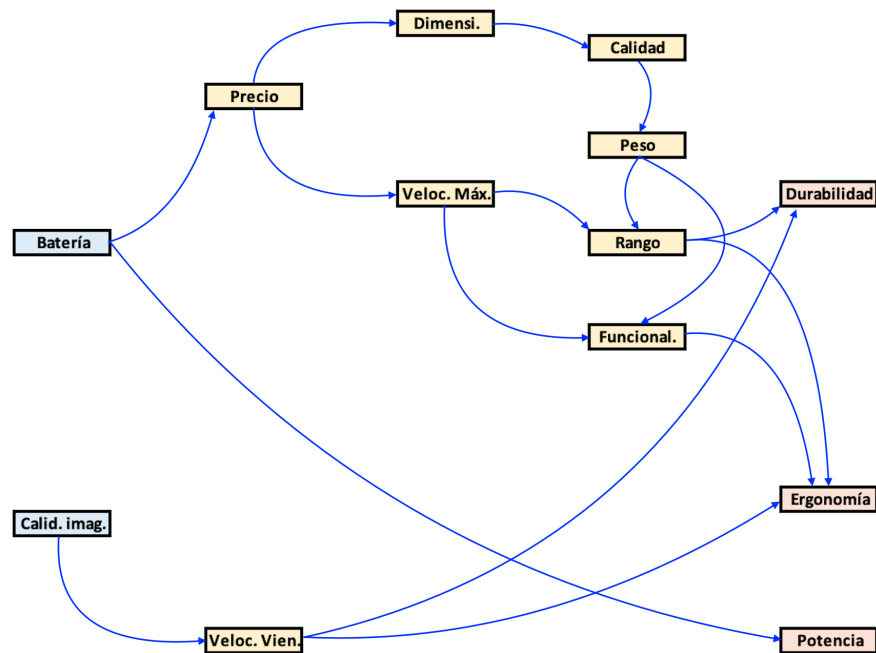 Dimensi.
Calidad
Precio
Peso
Veloc. Máx.
Durabilidad
Batería
Rango
Funcional.
Ergonomía
Calid. imag.
Veloc. Vien.
Potencia